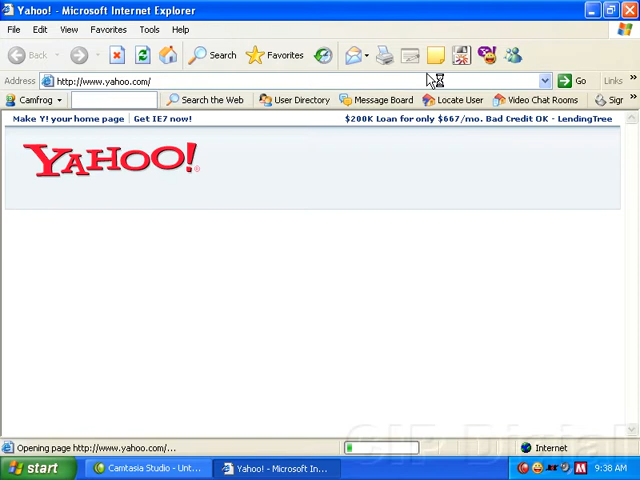 Yahoo! - Microsoft Internet Explorer
File Edit View Favorites Tools Help
Back Search Favorites
Address http://www.yahoo.com/ Go Links »
Camfrog Search the Web User Directory Message Board Locate User Video Chat Rooms Sigr »
Make Y! your home page | Get IE7 now! $200K Loan for only $667/mo. Bad Credit OK - LendingTree
YAHOO!
Opening page http://www.yahoo.com/... Internet
start Camtasia Studio - Unt... Yahoo! - Microsoft In... 9:38 AM